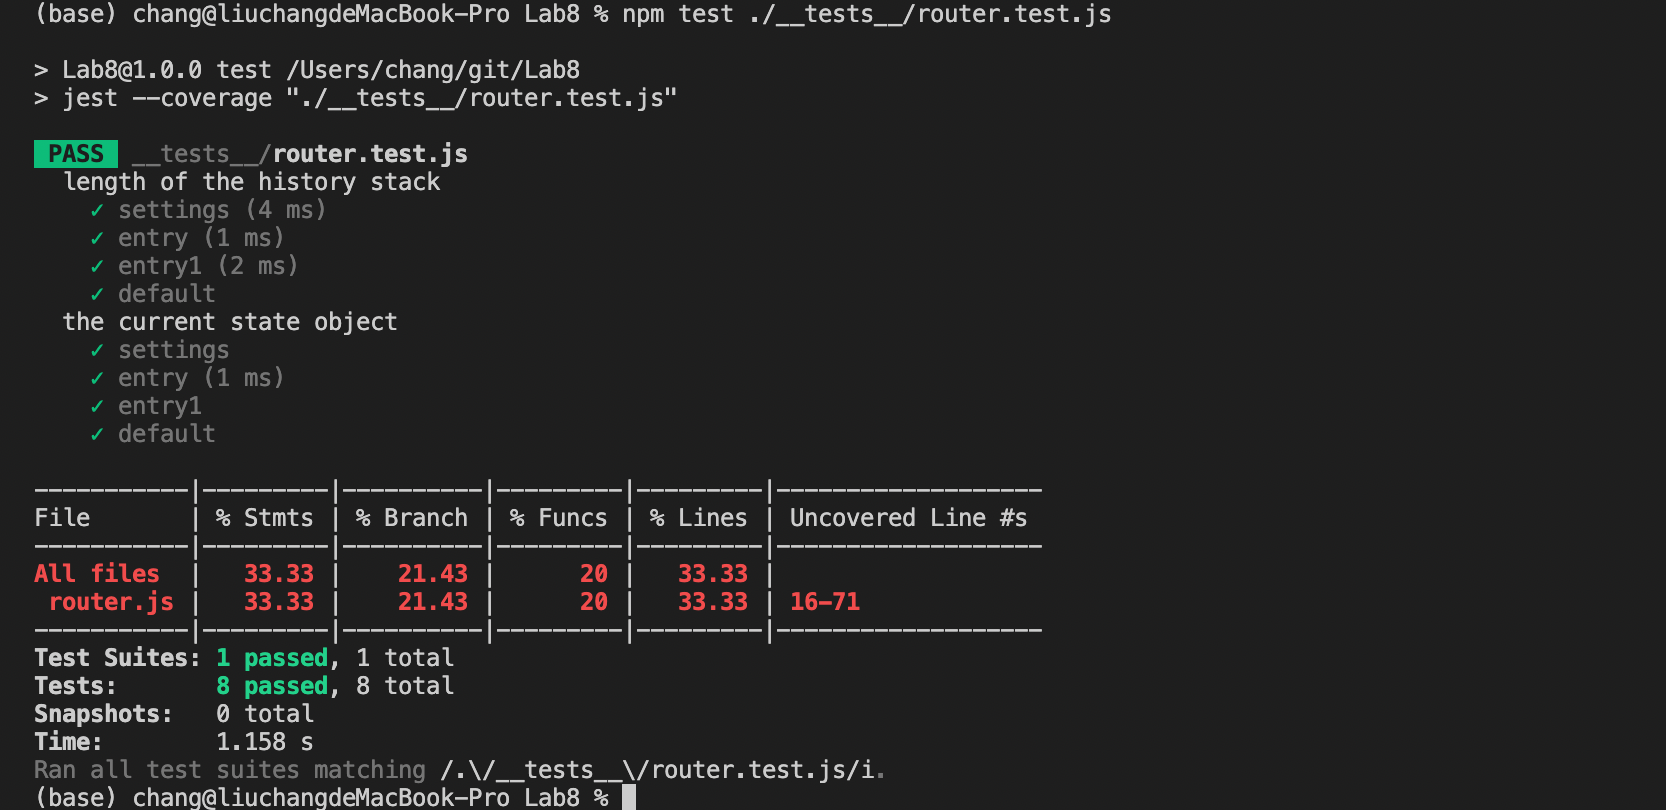 (base) chang@liuchangdeMacBook-Pro Lab8 % npm test ./__tests__/router.test.js
> Lab8@1.0.0 test /Users/chang/git/Lab8
> jest --coverage "./__tests__/router.test.js"
PASS __tests__/router.test.js
length of the history stack
✓ settings (4 ms)
✓ entry (1 ms)
✓ entry1 (2 ms)
✓ default
the current state object
✓ settings
✓ entry (1 ms)
✓ entry1
✓ default
-----------|---------|----------|---------|---------|-------------------
File       | % Stmts | % Branch | % Funcs | % Lines | Uncovered Line #s
-----------|---------|----------|---------|---------|-------------------
All files  |   33.33 |    21.43 |      20 |   33.33 |
 router.js |   33.33 |    21.43 |      20 |   33.33 | 16-71
-----------|---------|----------|---------|---------|-------------------
Test Suites: 1 passed, 1 total
Tests:       8 passed, 8 total
Snapshots:   0 total
Time:        1.158 s
Ran all test suites matching /.\/__tests__\/router.test.js/i.
(base) chang@liuchangdeMacBook-Pro Lab8 %